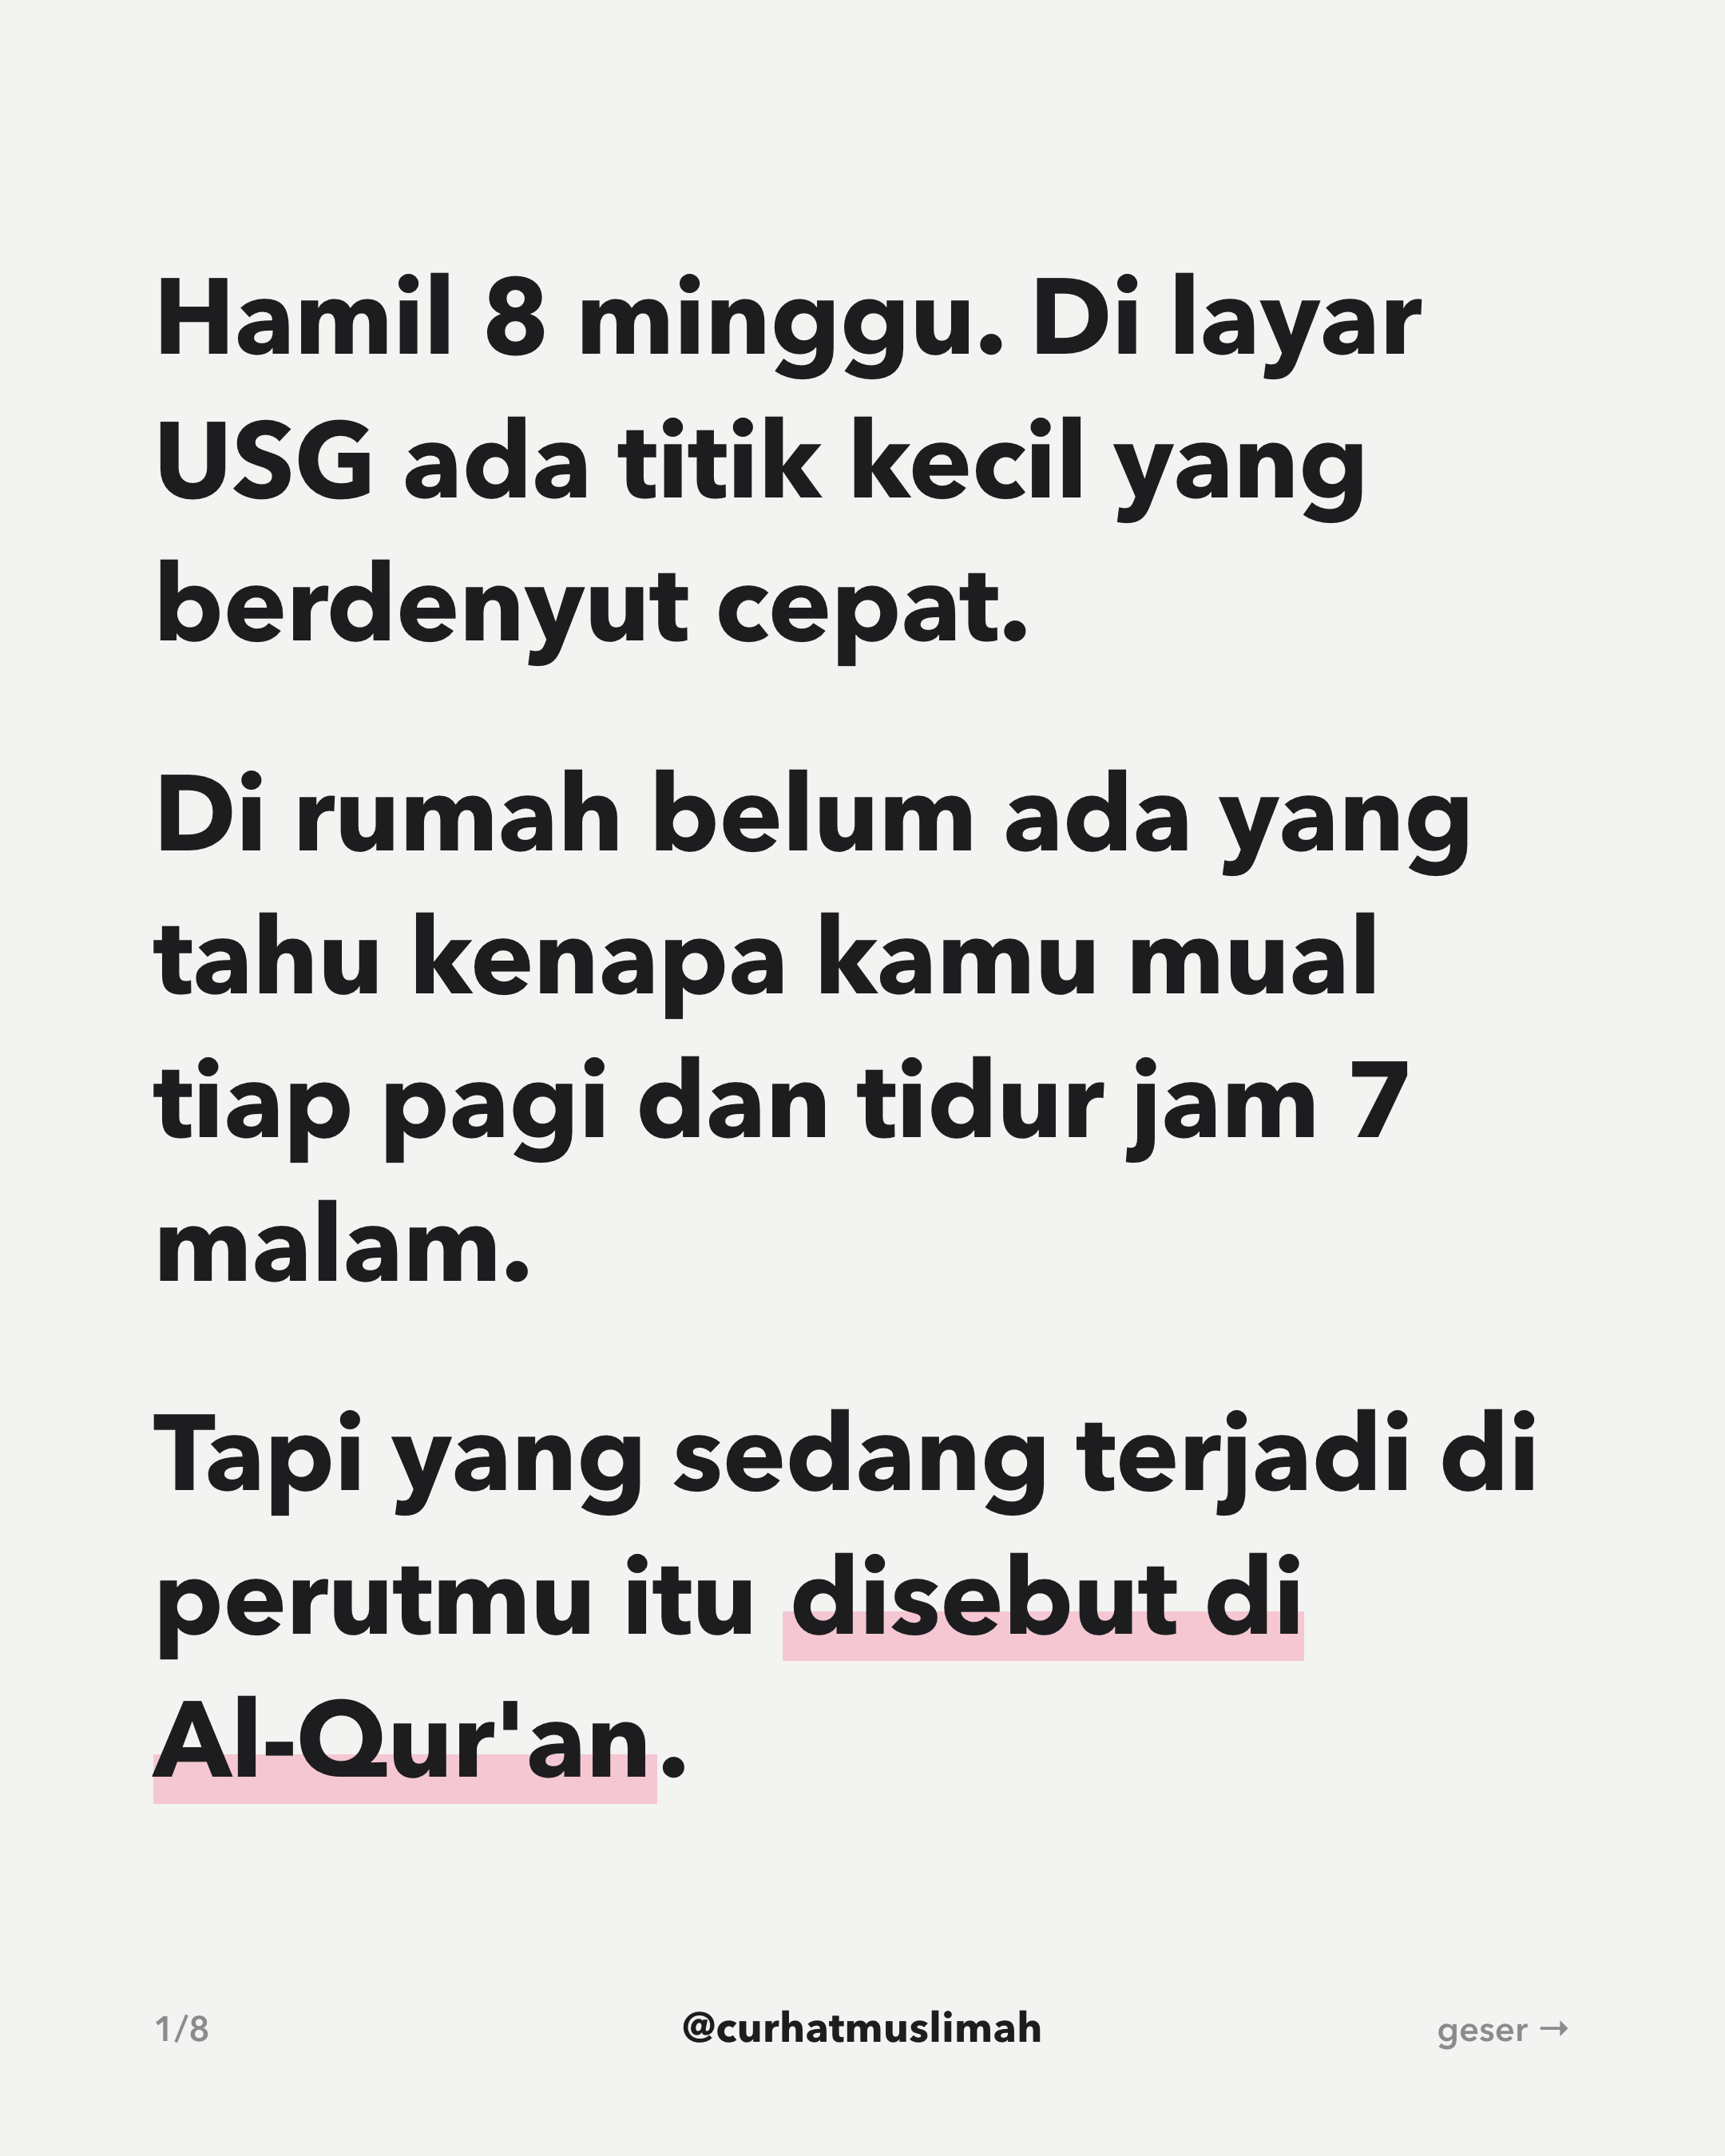 Hamil 8 minggu. Di layar
USG ada titik kecil yang
berdenyut cepat.
Di rumah belum ada yang
tahu kenapa kamu mual
tiap pagi dan tidur jam 7
malam.
Tapi yang sedang terjadi di
perutmu itu disebut di
Al-Qur'an.
1/8
@curhatmuslimah
geser →